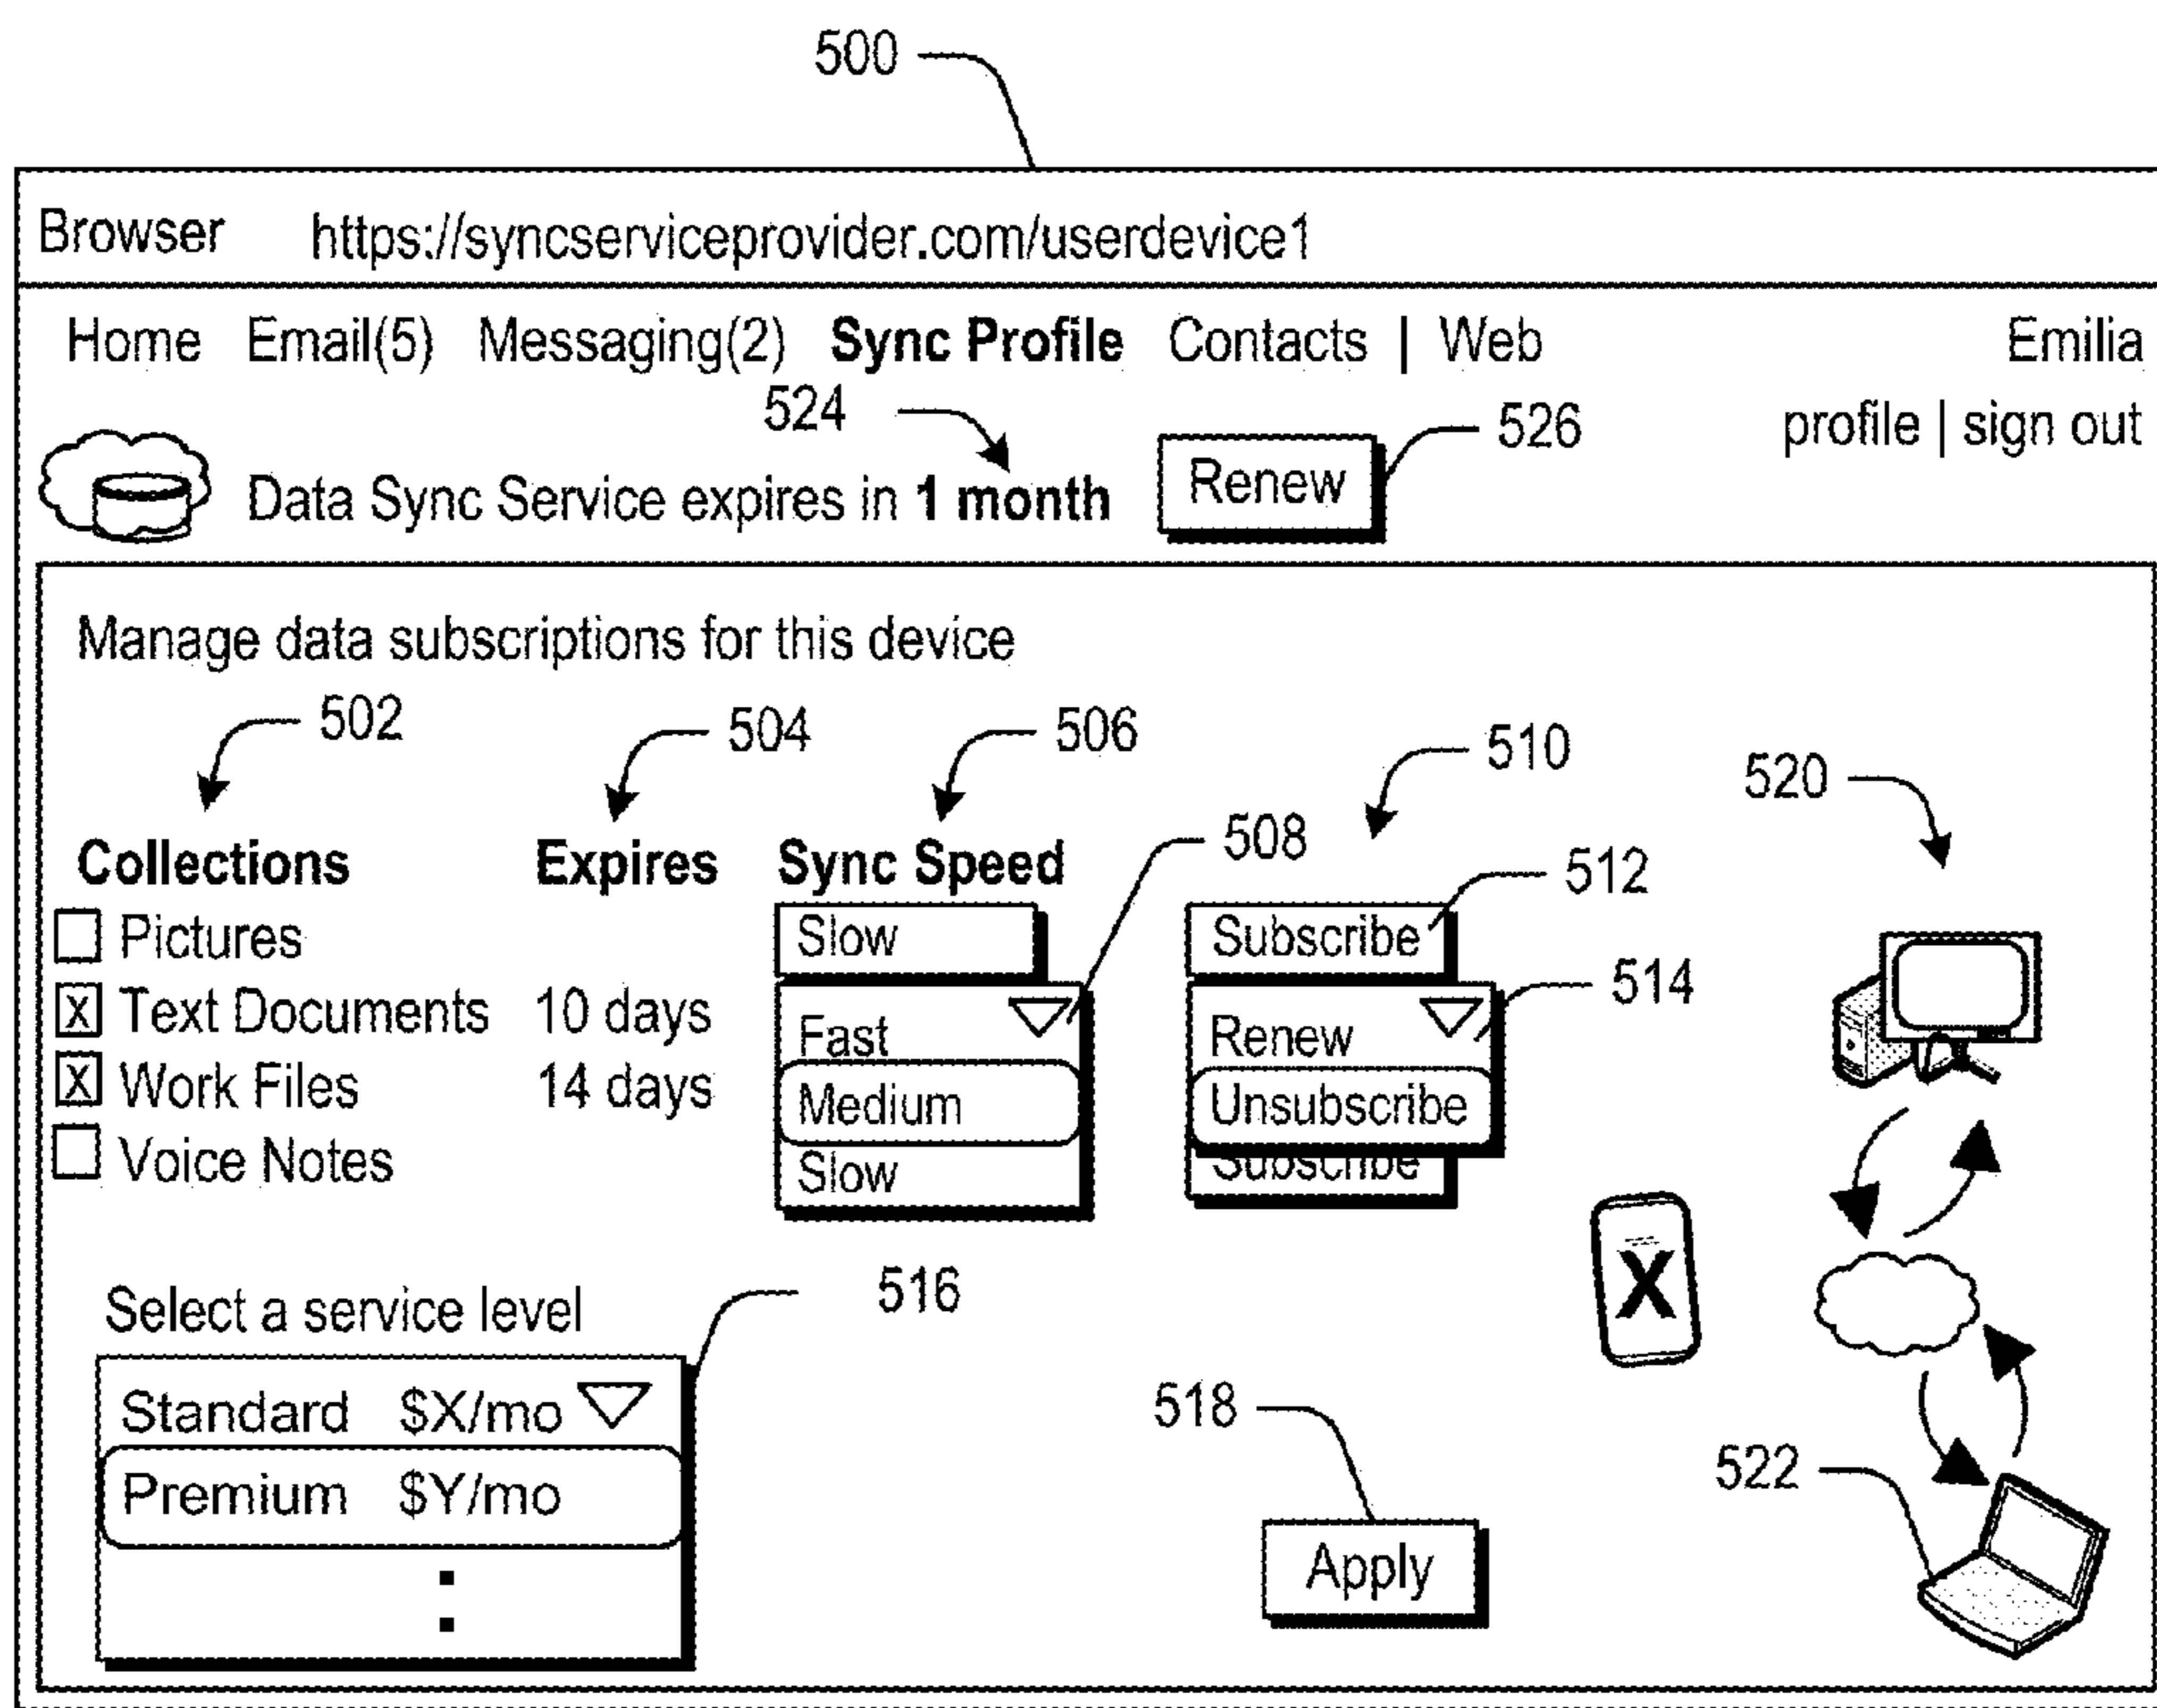 500
Browser https://syncserviceprovider.com/userdevice1
Home Email(5) Messaging(2) Sync Profile Contacts | Web Emilia
524 526 profile | sign out
Data Sync Service expires in 1 month Renew
Manage data subscriptions for this device
502 504 506 510 520
Collections Expires Sync Speed 508 512
Pictures Slow Subscribe
X Text Documents 10 days Fast Renew 514
X Work Files 14 days Medium Unsubscribe
Voice Notes Slow Subscribe
X
Select a service level 516
Standard $X/mo 518
Premium $Y/mo 522
Apply